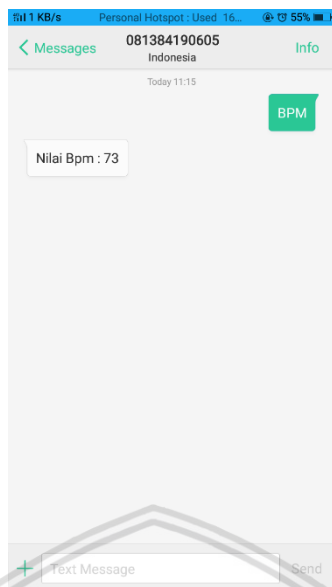 1 KB/s Personal Hotspot : Used 16... 55%
Messages 081384190605 Info
Indonesia
Today 11:15
BPM
Nilai Bpm : 73
Text Message Send